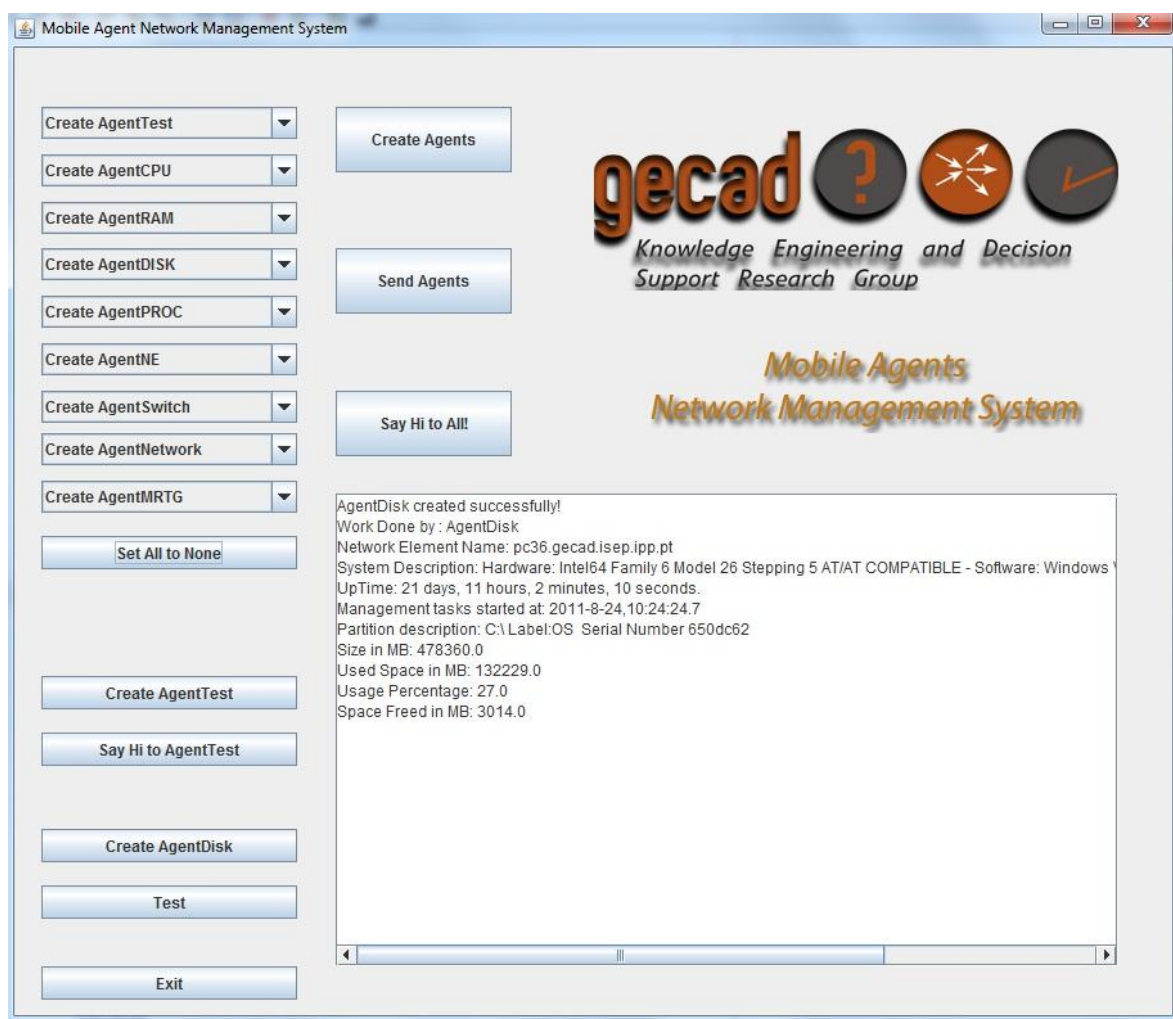 Mobile Agent Network Management System
Create AgentTest
Create AgentCPU
Create AgentRAM
Create AgentDISK
Create AgentPROC
Create AgentNE
Create AgentSwitch
Create AgentNetwork
Create AgentMRTG
Set All to None
Create AgentTest
Say Hi to AgentTest
Create AgentDisk
Test
Exit
Create Agents
Send Agents
Say Hi to All!
gecad ?
Knowledge Engineering and Decision
Support Research Group
Mobile Agents
Network Management System
AgentDisk created successfully!
Work Done by : AgentDisk
Network Element Name: pc36.gecad.isep.ipp.pt
System Description: Hardware: Intel64 Family 6 Model 26 Stepping 5 AT/AT COMPATIBLE - Software: Windows
UpTime: 21 days, 11 hours, 2 minutes, 10 seconds.
Management tasks started at: 2011-8-24,10:24:24.7
Partition description: C:\ Label:OS Serial Number 650dc62
Size in MB: 478360.0
Used Space in MB: 132229.0
Usage Percentage: 27.0
Space Freed in MB: 3014.0